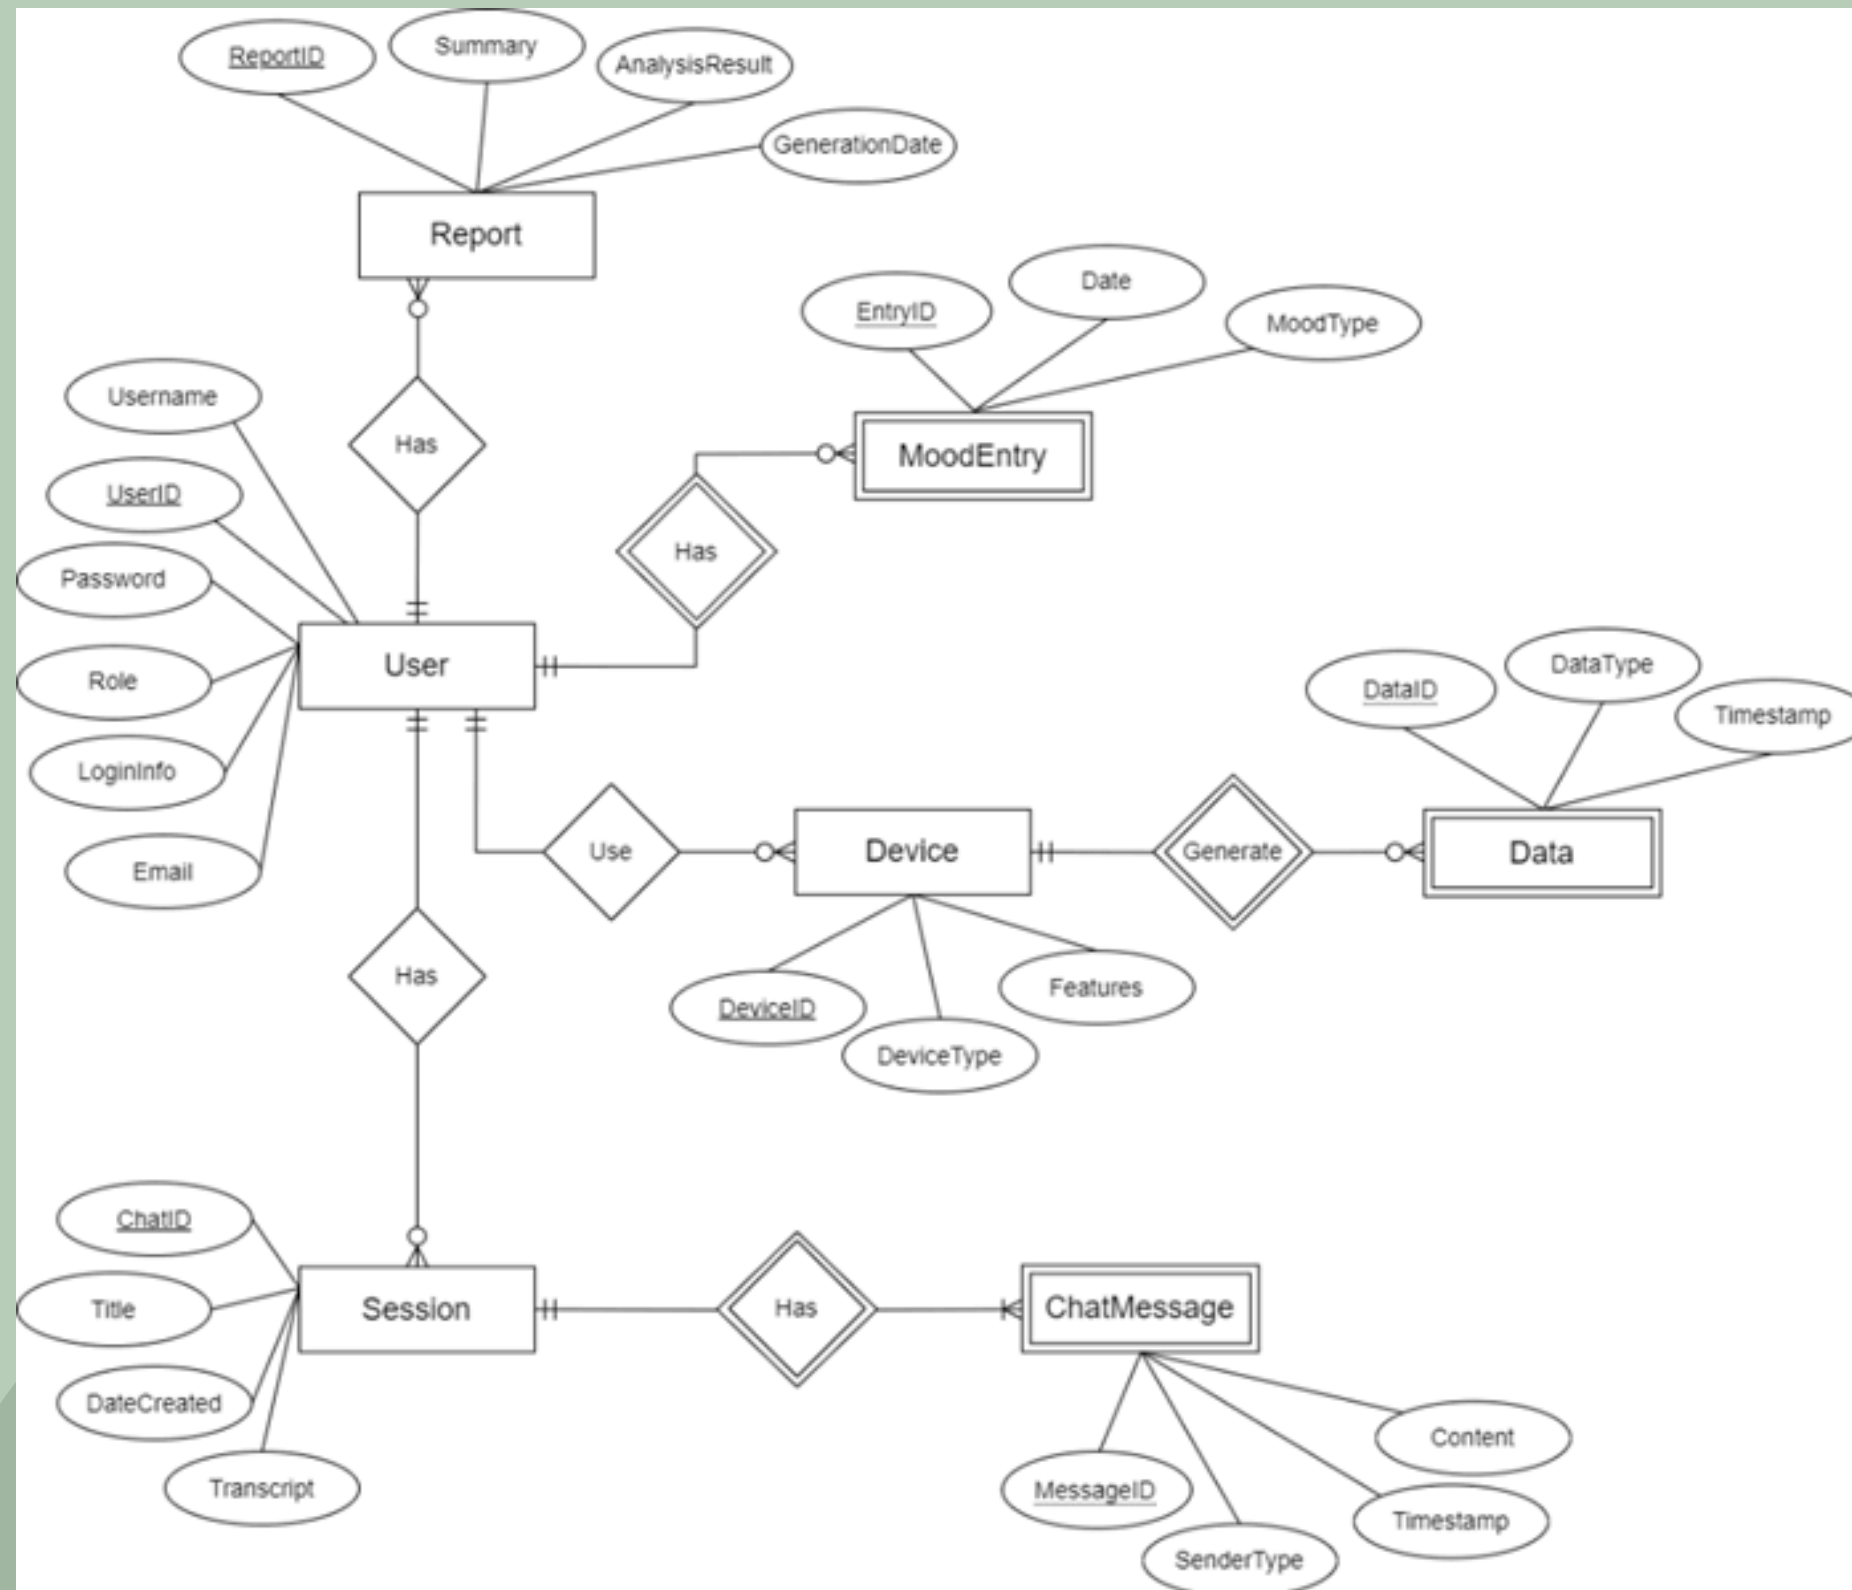 ReportID
Summary
AnalysisResult
GenerationDate
Report
EntryID
Date
MoodType
Username
Has
MoodEntry
UserID
Has
Password
User
Role
DataID
DataType
Timestamp
LoginInfo
Use
Device
Generate
Data
Email
Has
DeviceID
Features
DeviceType
ChatID
Title
Session
Has
ChatMessage
DateCreated
Transcript
Content
MessageID
Timestamp
SenderType